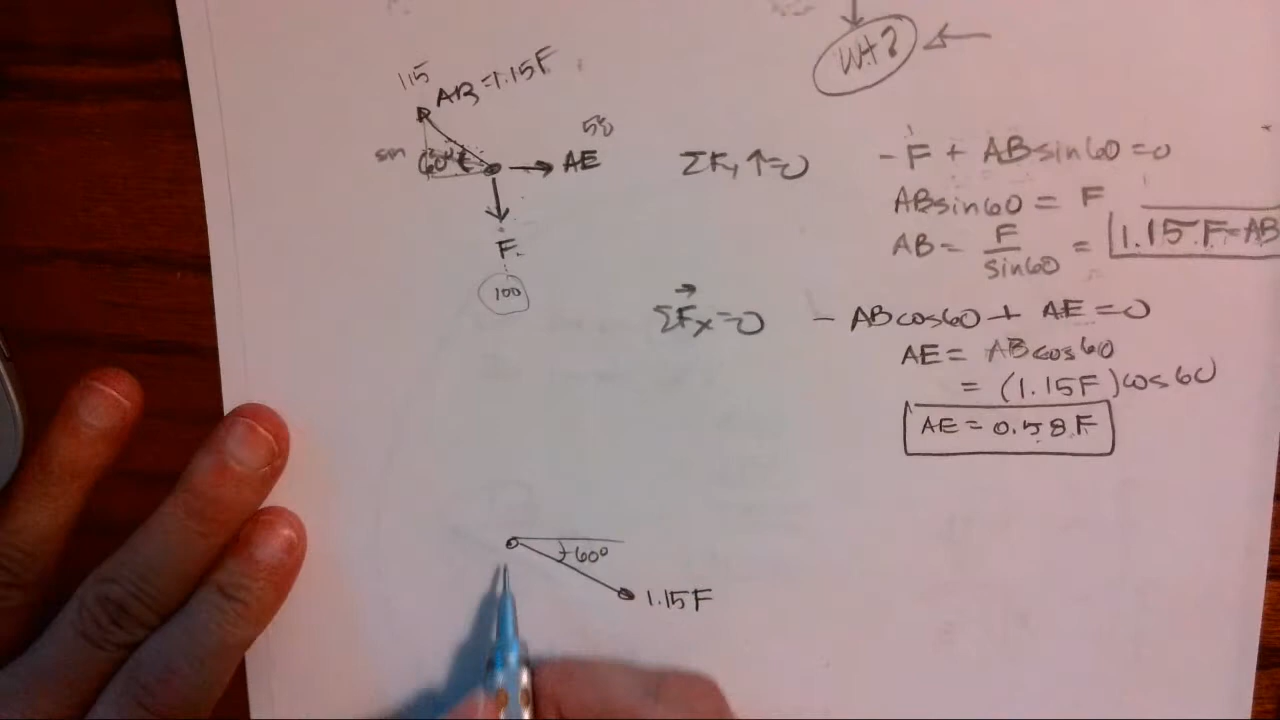 Wt?
115
AB=1.15F
50
sin 60° AE
F
100
ΣFy↑=0 -F + ABsin60=0
ABsin60 = F
AB= F/sin60 = 1.15F=AB
ΣFx=0 - ABcos60 + AE=0
AE= ABcos60
= (1.15F)cos60
AE=0.58F
60°
1.15F